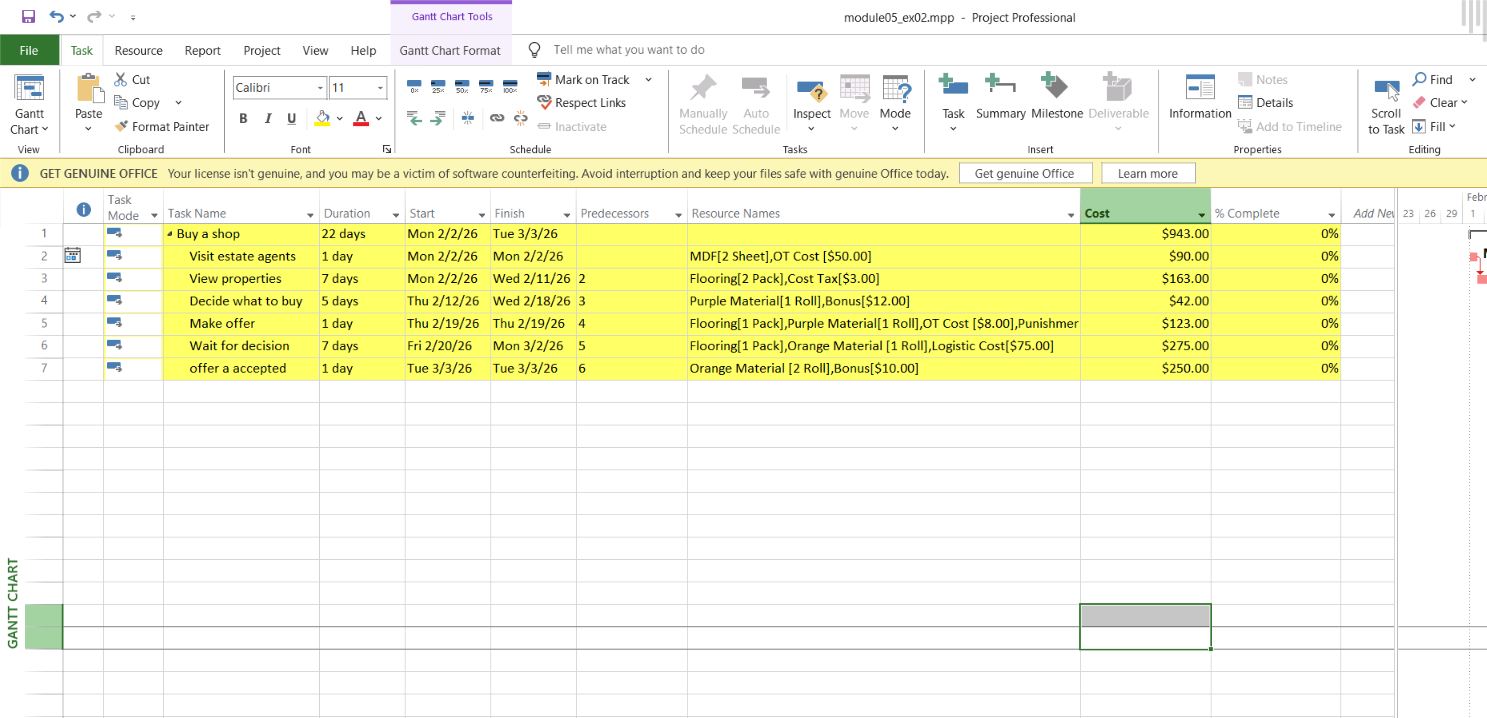 Gantt Chart Tools
module05_ex02.mpp - Project Professional
File Task Resource Report Project View Help Gantt Chart Format Tell me what you want to do
Gantt Chart
View
Paste
Cut
Copy
Format Painter
Clipboard
Calibri 11
B I U A
Font
0% 25% 50% 75% 100%
Mark on Track
Respect Links
Inactivate
Schedule
Manually Schedule
Auto Schedule
Inspect
Move
Mode
Tasks
Task
Summary
Milestone
Deliverable
Insert
Information
Notes
Details
Add to Timeline
Properties
Scroll to Task
Find
Clear
Fill
Editing
GET GENUINE OFFICE Your license isn't genuine, and you may be a victim of software counterfeiting. Avoid interruption and keep your files safe with genuine Office today. Get genuine Office Learn more
Task Mode Task Name Duration Start Finish Predecessors Resource Names Cost % Complete Add New
1 Buy a shop 22 days Mon 2/2/26 Tue 3/3/26 $943.00 0%
2 Visit estate agents 1 day Mon 2/2/26 Mon 2/2/26 MDF[2 Sheet],OT Cost [$50.00] $90.00 0%
3 View properties 7 days Mon 2/2/26 Wed 2/11/26 2 Flooring[2 Pack],Cost Tax[$3.00] $163.00 0%
4 Decide what to buy 5 days Thu 2/12/26 Wed 2/18/26 3 Purple Material[1 Roll],Bonus[$12.00] $42.00 0%
5 Make offer 1 day Thu 2/19/26 Thu 2/19/26 4 Flooring[1 Pack],Purple Material[1 Roll],OT Cost [$8.00],Punishmer $123.00 0%
6 Wait for decision 7 days Fri 2/20/26 Mon 3/2/26 5 Flooring[1 Pack],Orange Material [1 Roll],Logistic Cost[$75.00] $275.00 0%
7 offer a accepted 1 day Tue 3/3/26 Tue 3/3/26 6 Orange Material [2 Roll],Bonus[$10.00] $250.00 0%
Febr
23 26 29 1
GANTT CHART